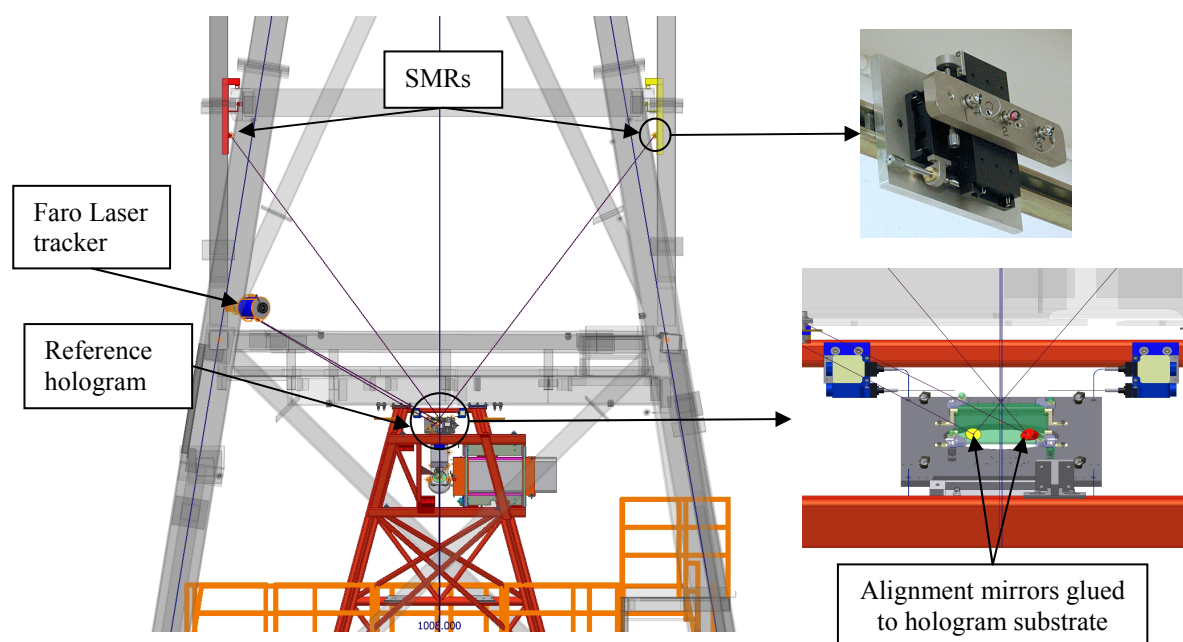 SMRs
Faro Laser
tracker
Reference
hologram
1008.000
Alignment mirrors glued
to hologram substrate